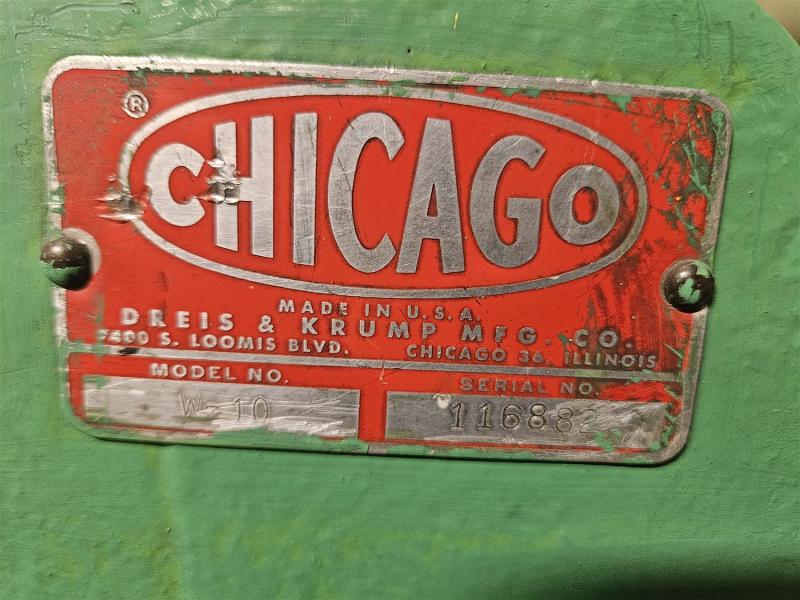 ®
CHICAGO
MADE IN U.S.A.
DREIS & KRUMP MFG. CO.
7400 S. LOOMIS BLVD. CHICAGO 36, ILLINOIS
MODEL NO. SERIAL NO.
W-10 116882